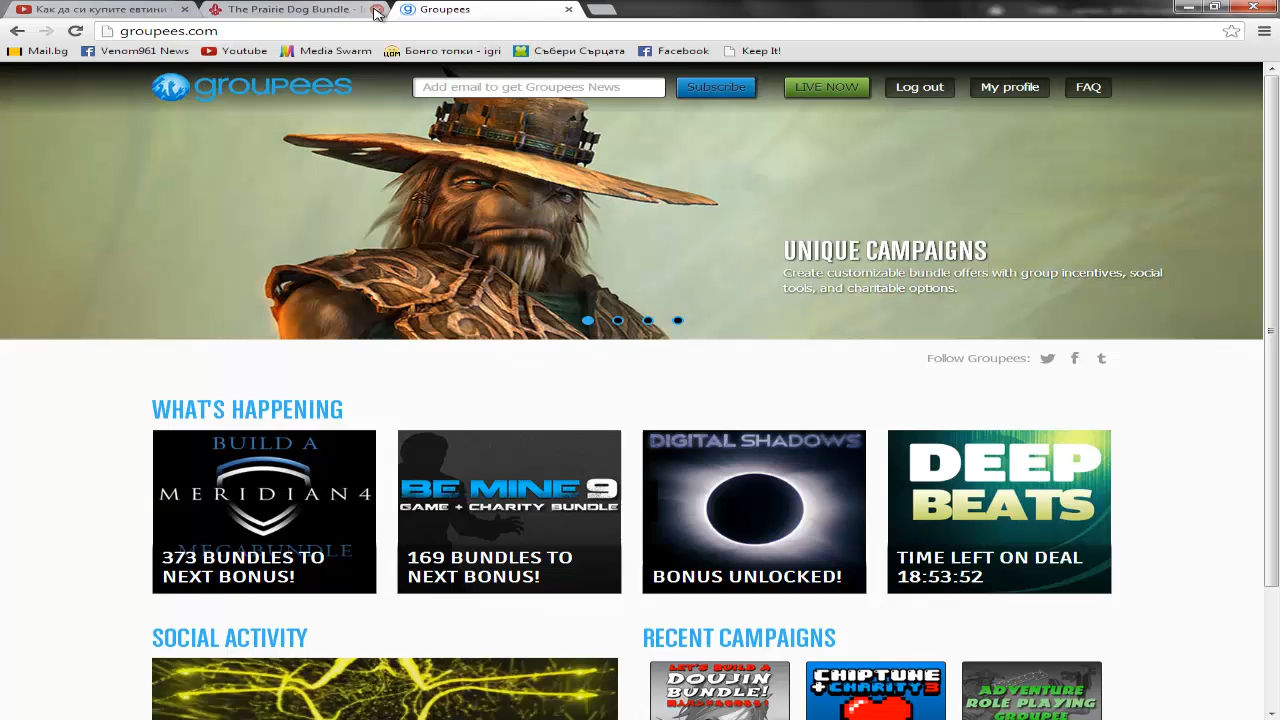 Как да си купите евтини
The Prairie Dog Bundle -
Groupees
groupees.com
Mail.bg
Venom961 News
Youtube
Media Swarm
Бонго топки - igri
Събери Сърцата
Facebook
Keep It!
groupees
Add email to get Groupees News
Subscribe
LIVE NOW
Log out
My profile
FAQ
UNIQUE CAMPAIGNS
Create customizable bundle offers with group incentives, social
tools, and charitable options.
Follow Groupees:
WHAT'S HAPPENING
BUILD A
MERIDIAN 4
MEGABUNDLE
373 BUNDLES TO
NEXT BONUS!
BE MINE 9
GAME + CHARITY BUNDLE
169 BUNDLES TO
NEXT BONUS!
DIGITAL SHADOWS
BONUS UNLOCKED!
DEEP
BEATS
TIME LEFT ON DEAL
18:53:52
SOCIAL ACTIVITY
RECENT CAMPAIGNS
LET'S BUILD A
DOUJIN
BUNDLE!
CHIPTUNE
+CHARITY 3
ADVENTURE
ROLE PLAYING
GROUPEE